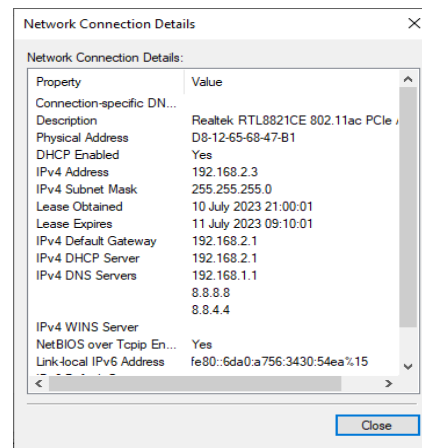 Network Connection Details
Network Connection Details:
Property Value
Connection-specific DN...
Description Realtek RTL8821CE 802.11ac PCIe
Physical Address D8-12-65-68-47-B1
DHCP Enabled Yes
IPv4 Address 192.168.2.3
IPv4 Subnet Mask 255.255.255.0
Lease Obtained 10 July 2023 21:00:01
Lease Expires 11 July 2023 09:10:01
IPv4 Default Gateway 192.168.2.1
IPv4 DHCP Server 192.168.2.1
IPv4 DNS Servers 192.168.1.1
8.8.8.8
8.8.4.4
IPv4 WINS Server
NetBIOS over Tcpip En... Yes
Link-local IPv6 Address fe80::6da0:a756:3430:54ea%15
Close